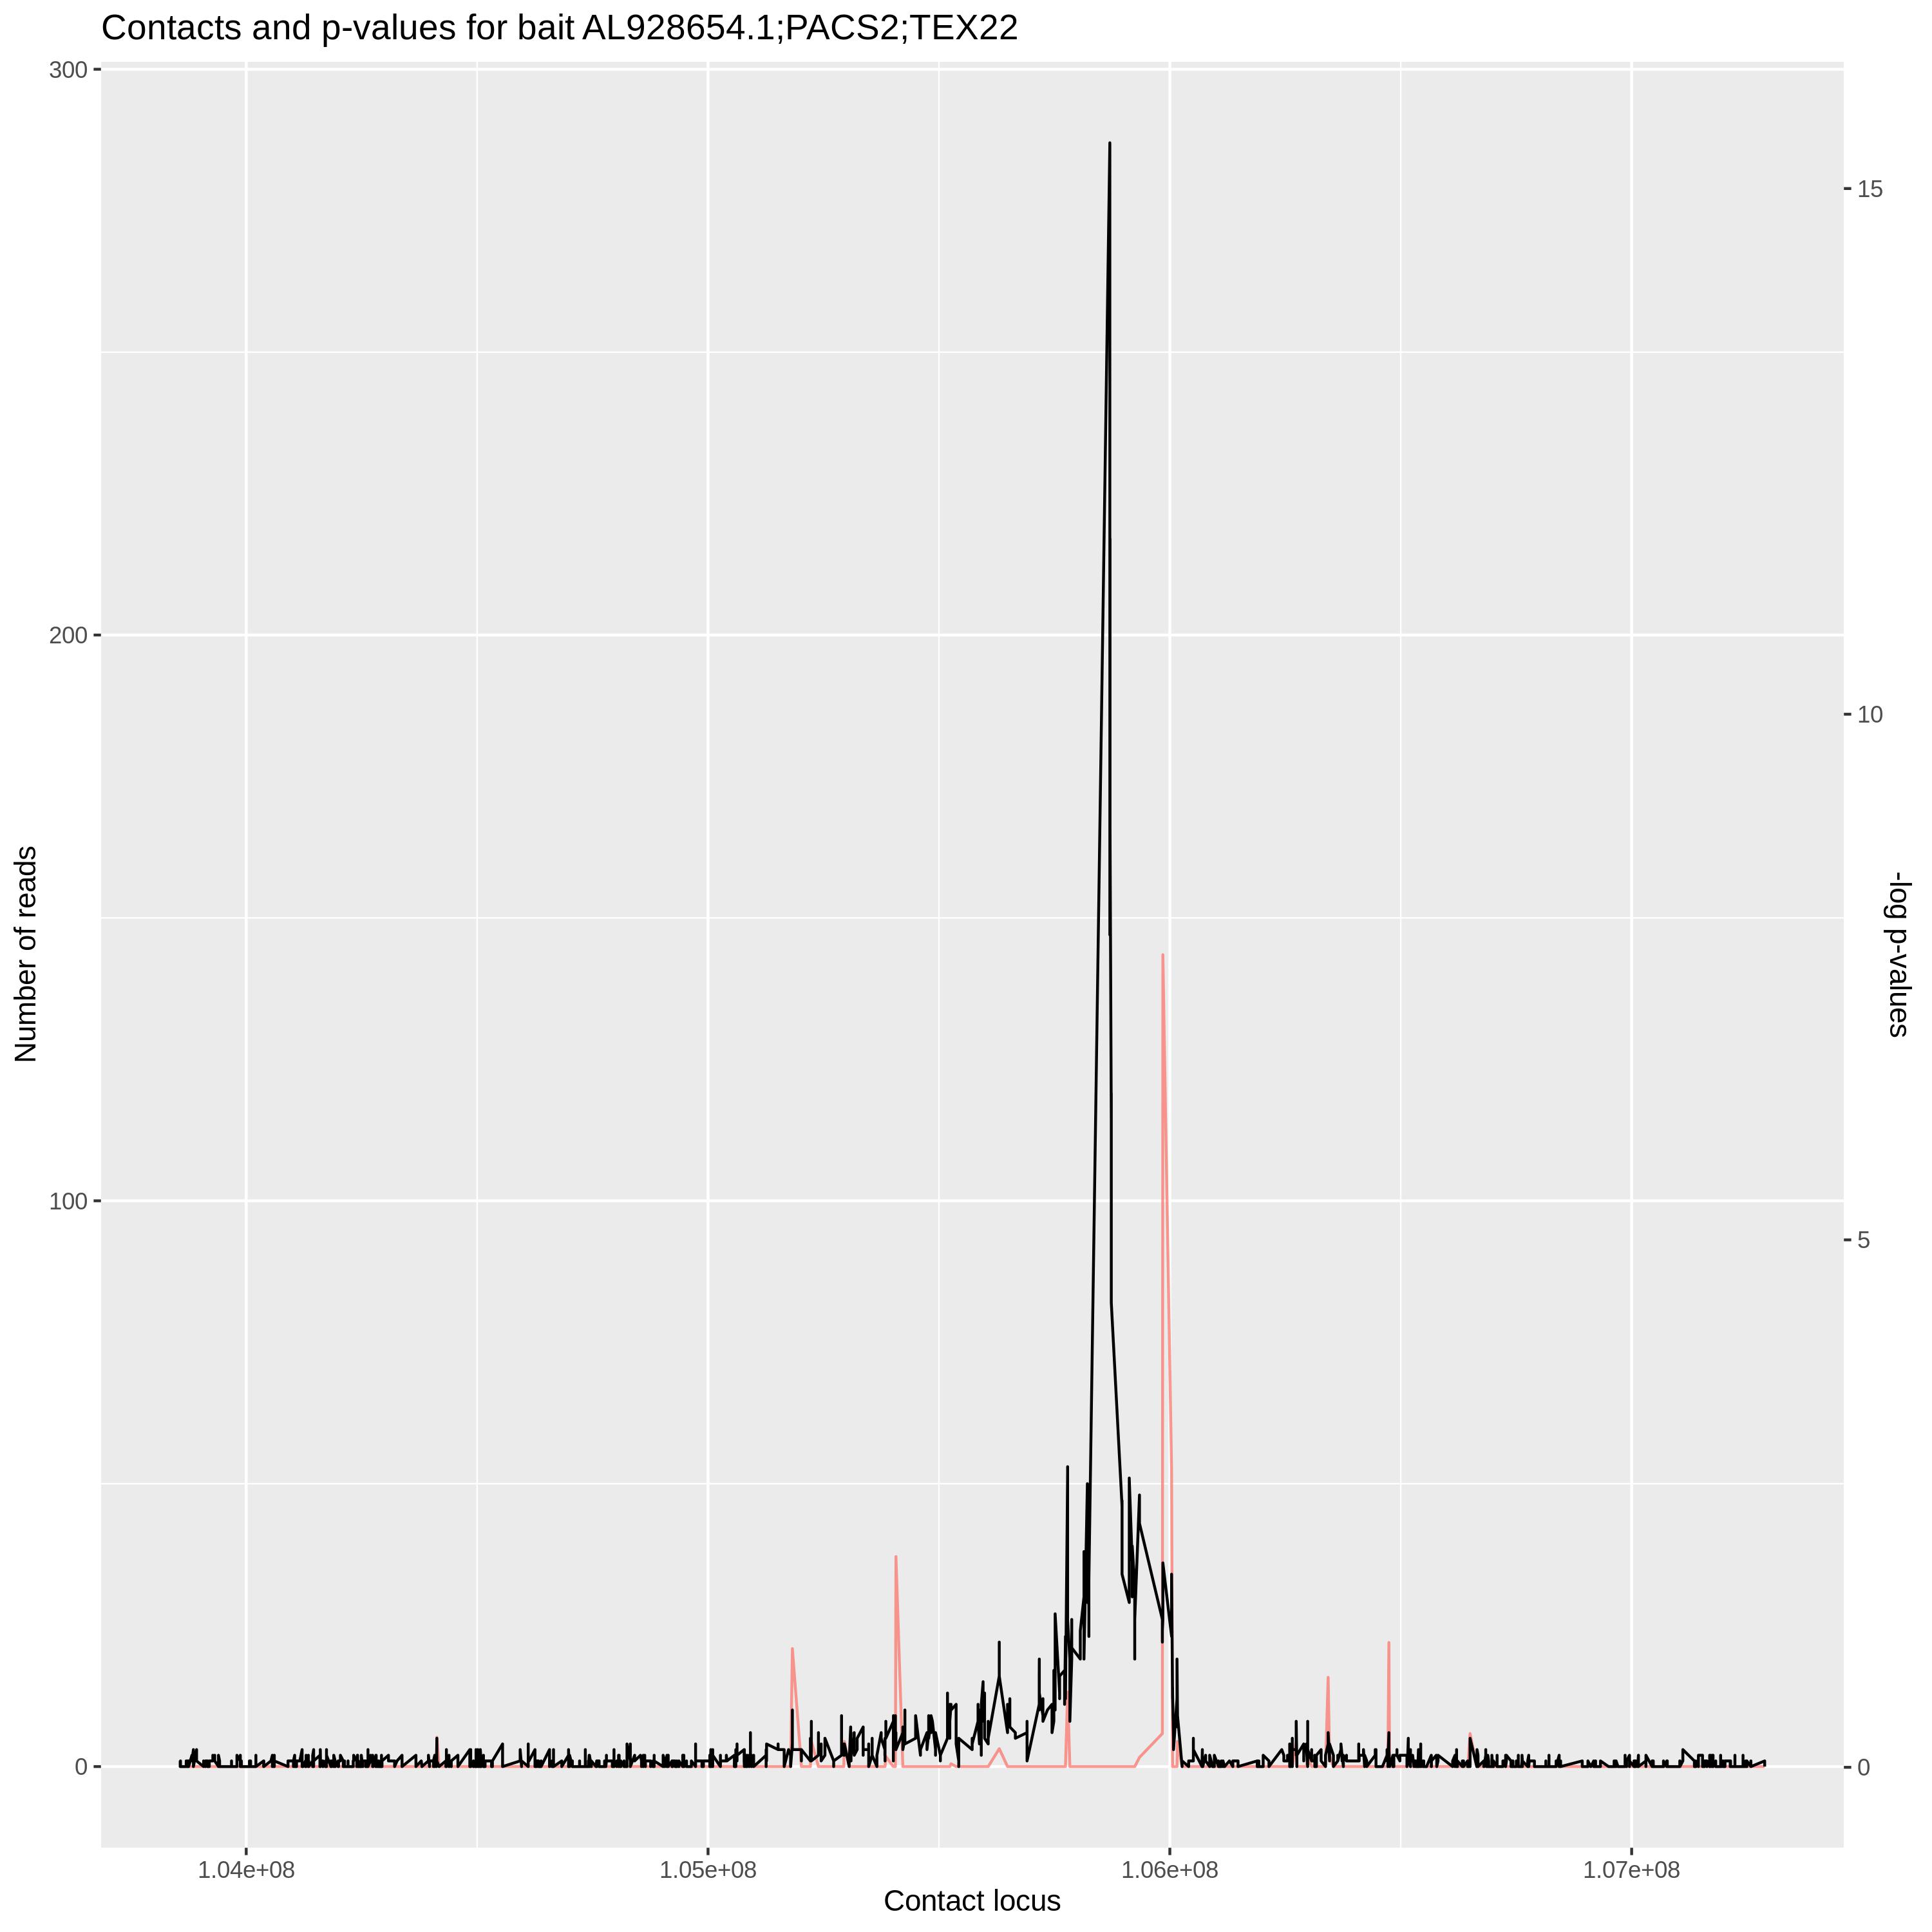 Contacts and p-values for bait AL928654.1;PACS2;TEX22
300
200
100
0
Number of reads
15
10
5
0
-log p-values
1.04e+08
1.05e+08
1.06e+08
1.07e+08
Contact locus